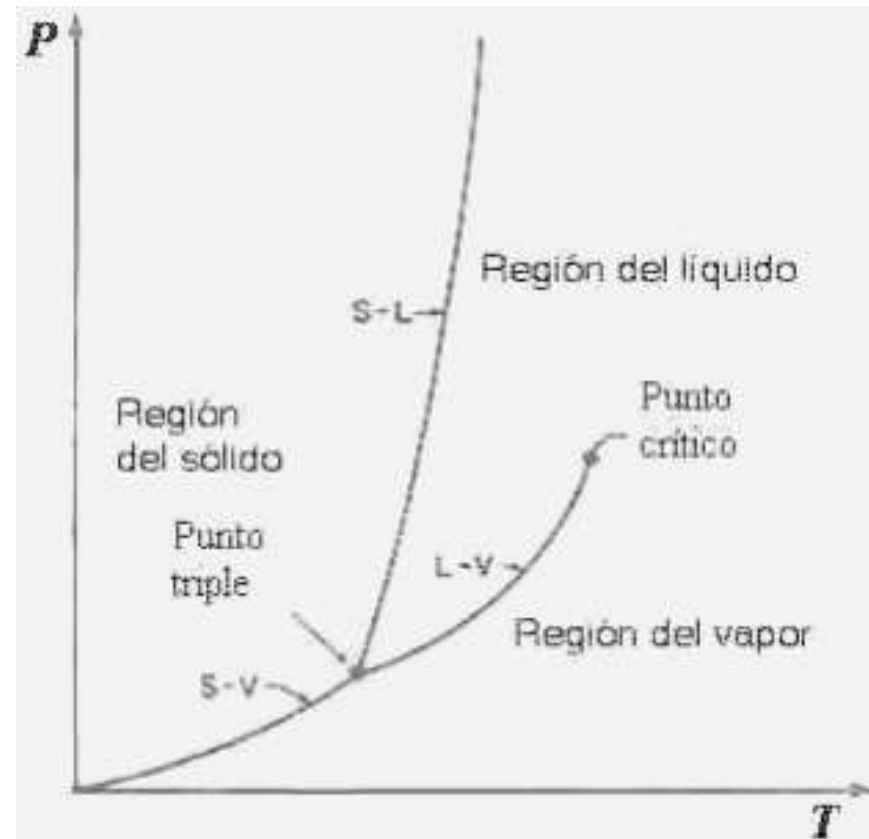 P
Región del líquido
S-L
Punto
crítico
Región
del sólido
Punto
triple
L-V
Región del vapor
S-V
T